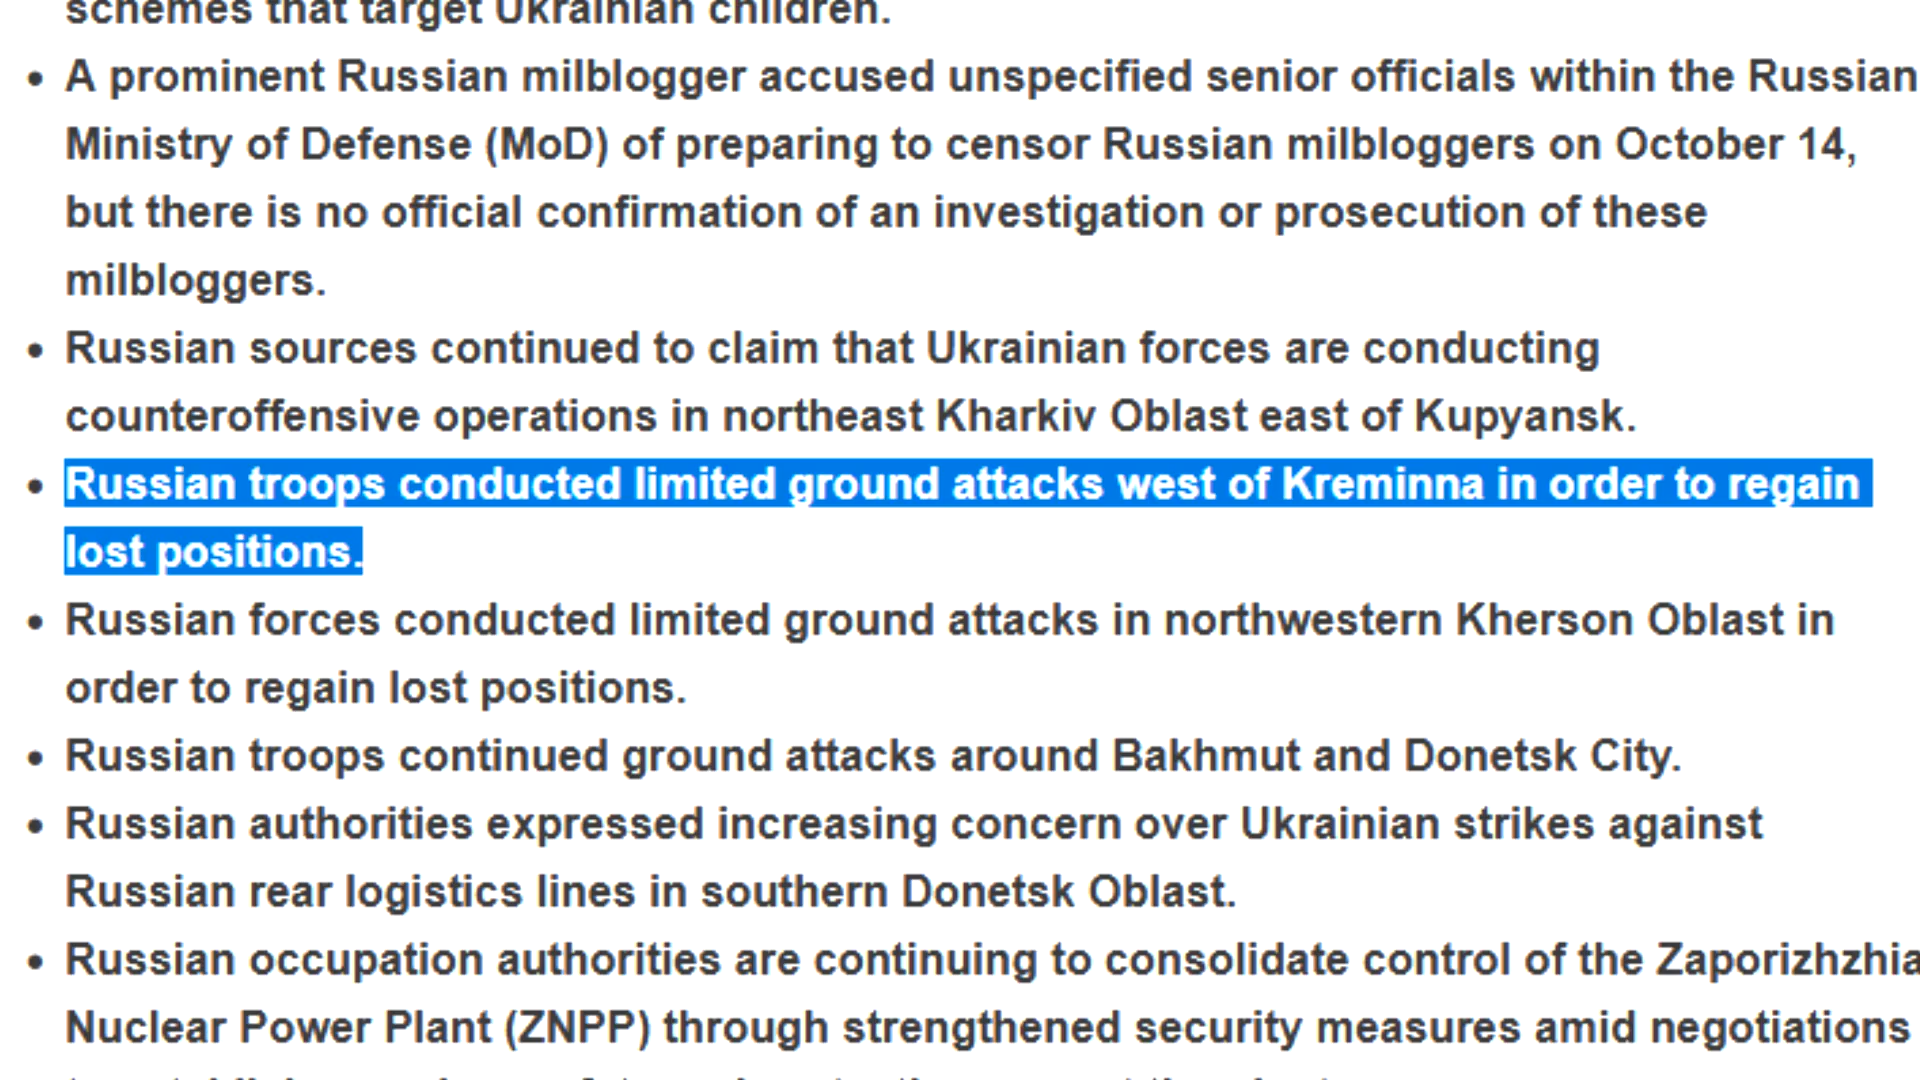 schemes that target Ukrainian children.
• A prominent Russian milblogger accused unspecified senior officials within the Russian
Ministry of Defense (MoD) of preparing to censor Russian milbloggers on October 14,
but there is no official confirmation of an investigation or prosecution of these
milbloggers.
• Russian sources continued to claim that Ukrainian forces are conducting
counteroffensive operations in northeast Kharkiv Oblast east of Kupyansk.
• Russian troops conducted limited ground attacks west of Kreminna in order to regain
lost positions.
• Russian forces conducted limited ground attacks in northwestern Kherson Oblast in
order to regain lost positions.
• Russian troops continued ground attacks around Bakhmut and Donetsk City.
• Russian authorities expressed increasing concern over Ukrainian strikes against
Russian rear logistics lines in southern Donetsk Oblast.
• Russian occupation authorities are continuing to consolidate control of the Zaporizhzhia
Nuclear Power Plant (ZNPP) through strengthened security measures amid negotiations